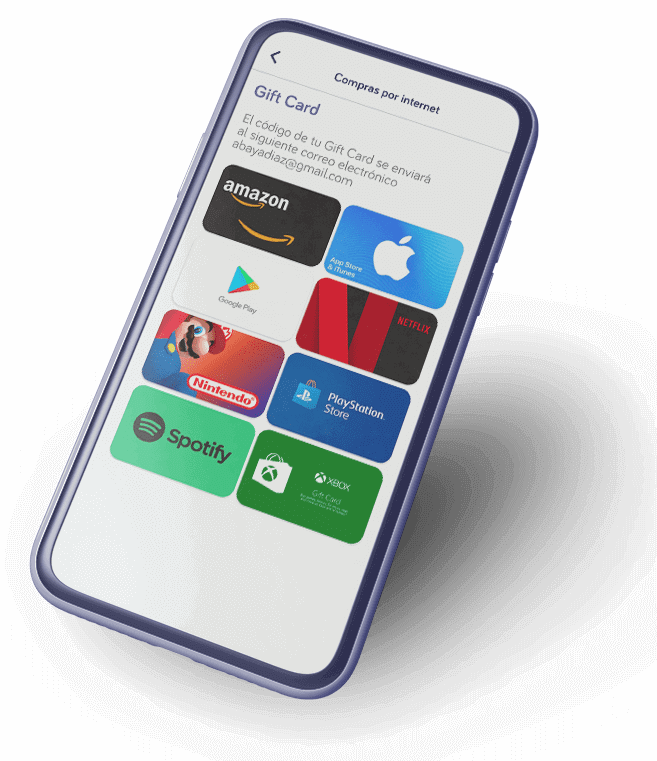 Compras por internet
Gift Card
El código de tu Gift Card se enviará
al siguiente correo electrónico
abayadiaz@gmail.com
amazon
App Store
& iTunes
Google Play
NETFLIX
Nintendo
PlayStation
Store
Spotify
XBOX
Gift Card